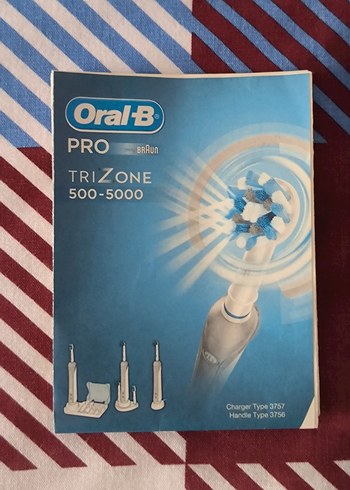 Oral-B
PRO BRAUN
TRIZONE
500-5000
Charger Type 3757
Handle Type 3756